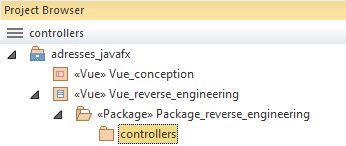 Project Browser
controllers
adresses_javafx
«Vue» Vue_conception
«Vue» Vue_reverse_engineering
«Package» Package_reverse_engineering
controllers